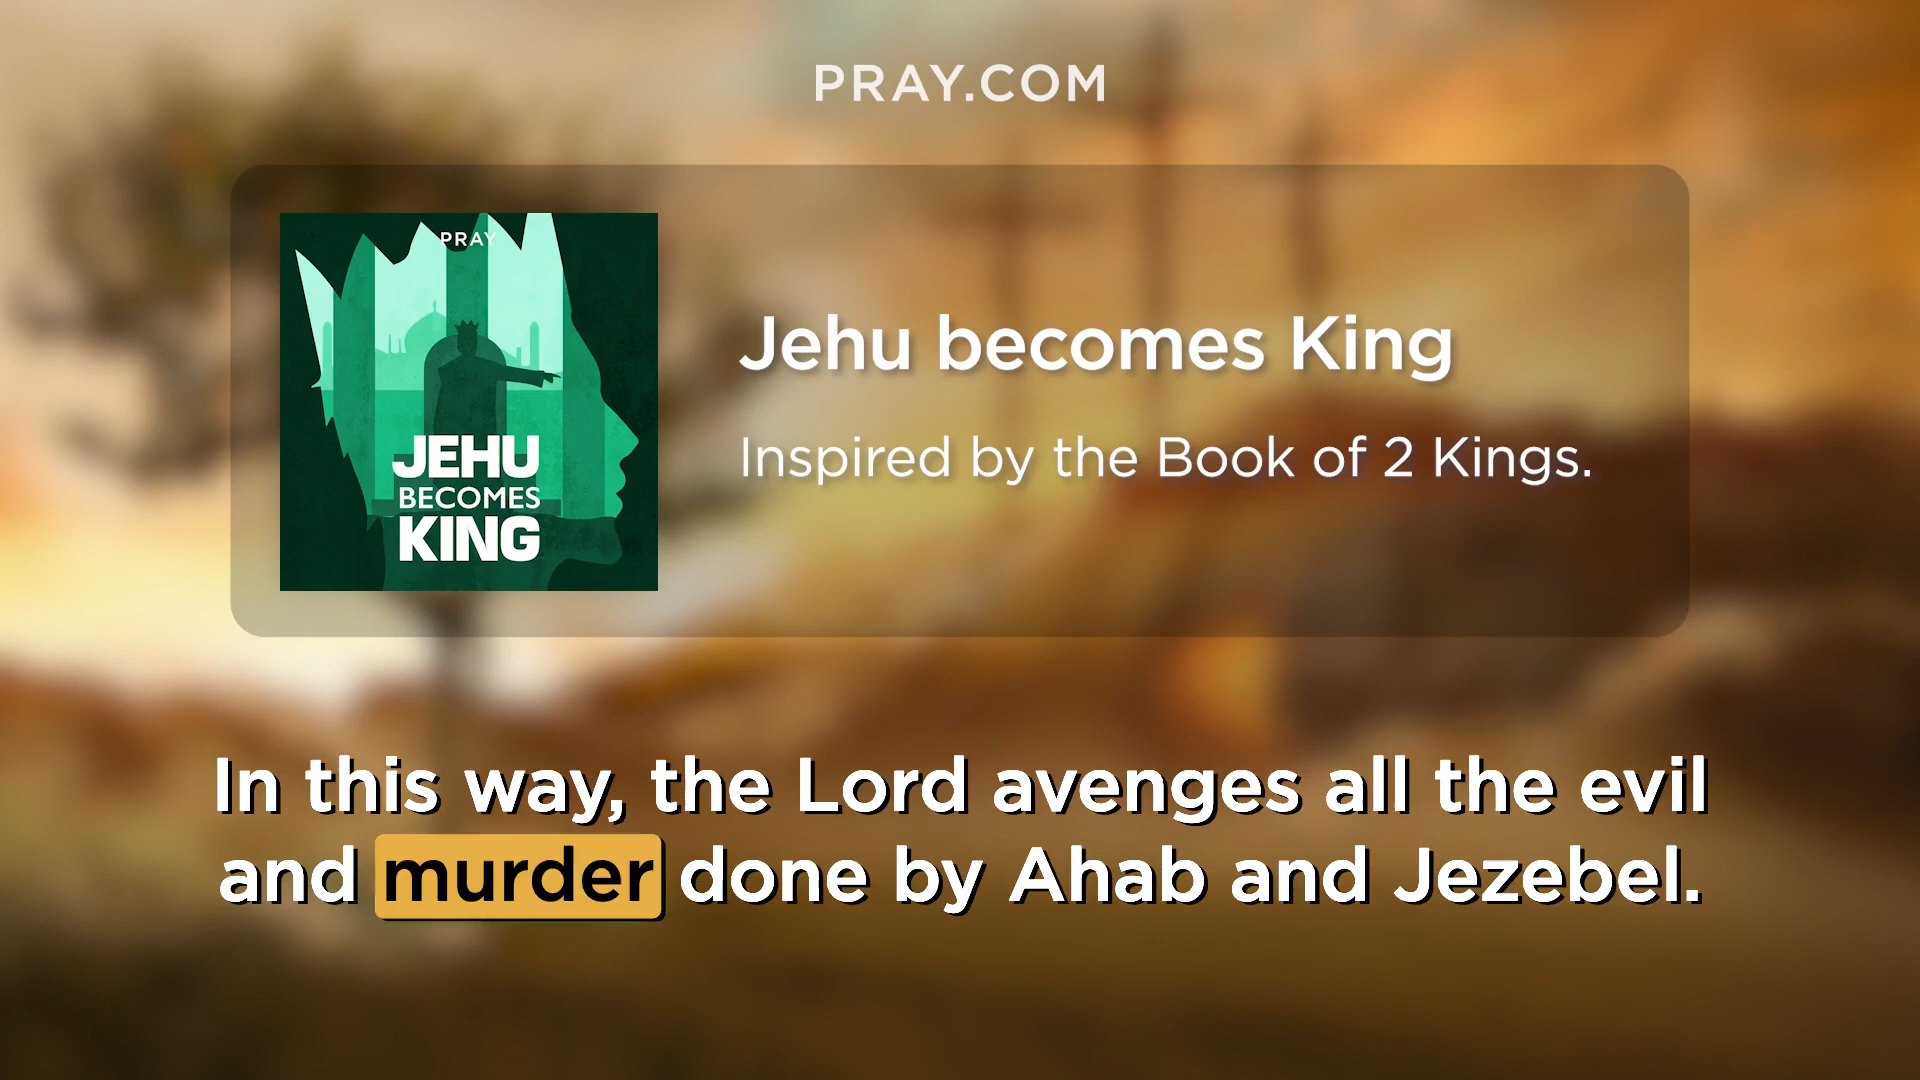 PRAY.COM
PRAY
JEHU
BECOMES
KING
Jehu becomes King
Inspired by the Book of 2 Kings.
In this way, the Lord avenges all the evil
and murder done by Ahab and Jezebel.